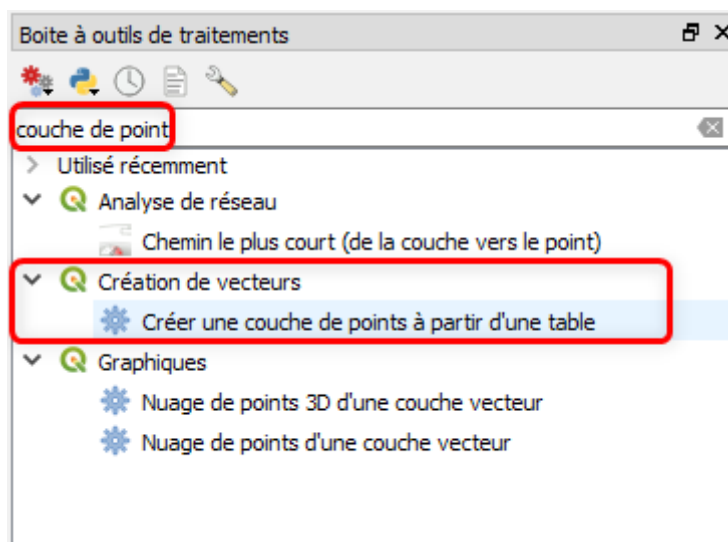 Boite à outils de traitements
couche de point
Utilisé récemment
Analyse de réseau
Chemin le plus court (de la couche vers le point)
Création de vecteurs
Créer une couche de points à partir d'une table
Graphiques
Nuage de points 3D d'une couche vecteur
Nuage de points d'une couche vecteur